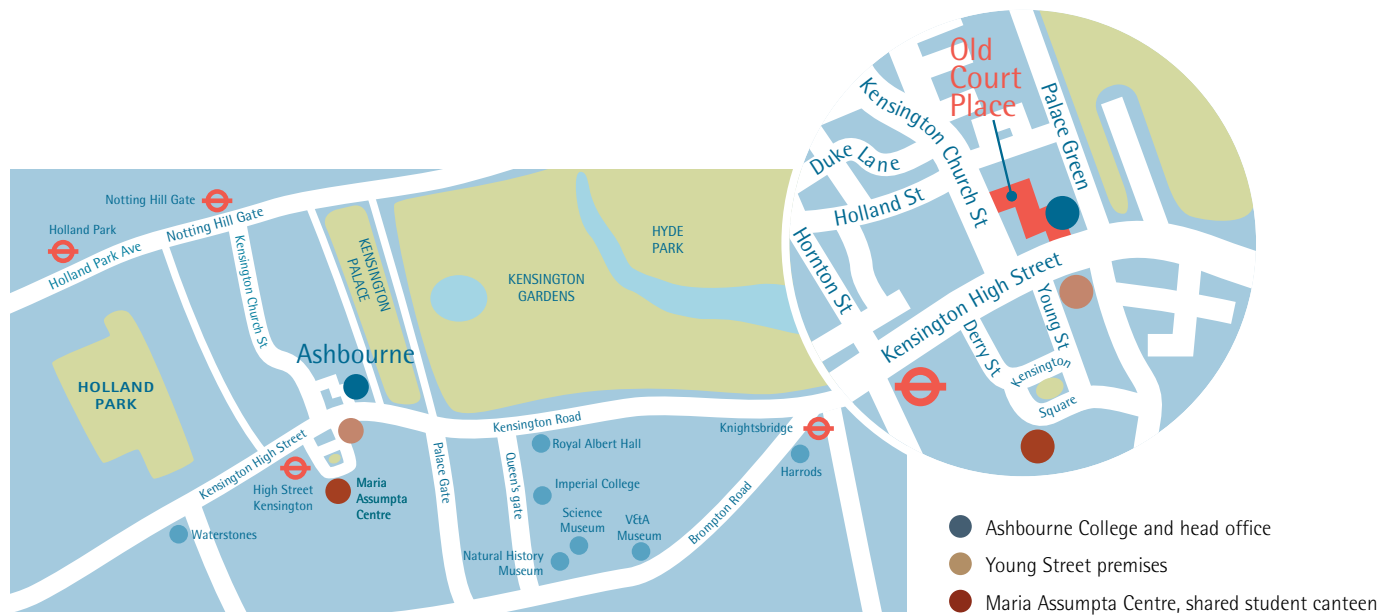 Notting Hill Gate
Holland Park
Holland Park Ave
Notting Hill Gate
Kensington Church St
KENSINGTON
PALACE
KENSINGTON
GARDENS
HYDE
PARK
HOLLAND
PARK
Ashbourne
Kensington High Street
High Street
Kensington
Maria
Assumpta
Centre
Waterstones
Palace Gate
Kensington Road
Queen's gate
Royal Albert Hall
Imperial College
Science
Museum
Natural History
Museum
V&A
Museum
Brompton Road
Knightsbridge
Harrods
Old
Court
Place
Kensington Church St
Palace Green
Duke Lane
Holland St
Hornton St
Kensington High Street
Young St
Derry St
Kensington
Square
Ashbourne College and head office
Young Street premises
Maria Assumpta Centre, shared student canteen